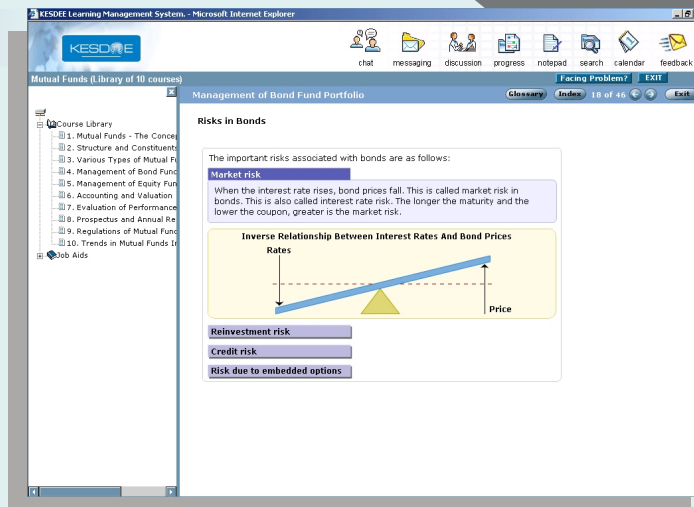 KESDEE Learning Management System. - Microsoft Internet Explorer
KESDEE
chat
messaging
discussion
progress
notepad
search
calendar
feedback
Mutual Funds (Library of 10 courses)
Facing Problem?
EXIT
Management of Bond Fund Portfolio
Glossary
Index
18 of 46
Exit
Course Library
1. Mutual Funds - The Concep
2. Structure and Constituents
3. Various Types of Mutual Fu
4. Management of Bond Func
5. Management of Equity Fun
6. Accounting and Valuation
7. Evaluation of Performance
8. Prospectus and Annual Re
9. Regulations of Mutual Func
10. Trends in Mutual Funds In
Job Aids
Risks in Bonds
The important risks associated with bonds are as follows:
Market risk
When the interest rate rises, bond prices fall. This is called market risk in
bonds. This is also called interest rate risk. The longer the maturity and the
lower the coupon, greater is the market risk.
Inverse Relationship Between Interest Rates And Bond Prices
Rates
Price
Reinvestment risk
Credit risk
Risk due to embedded options